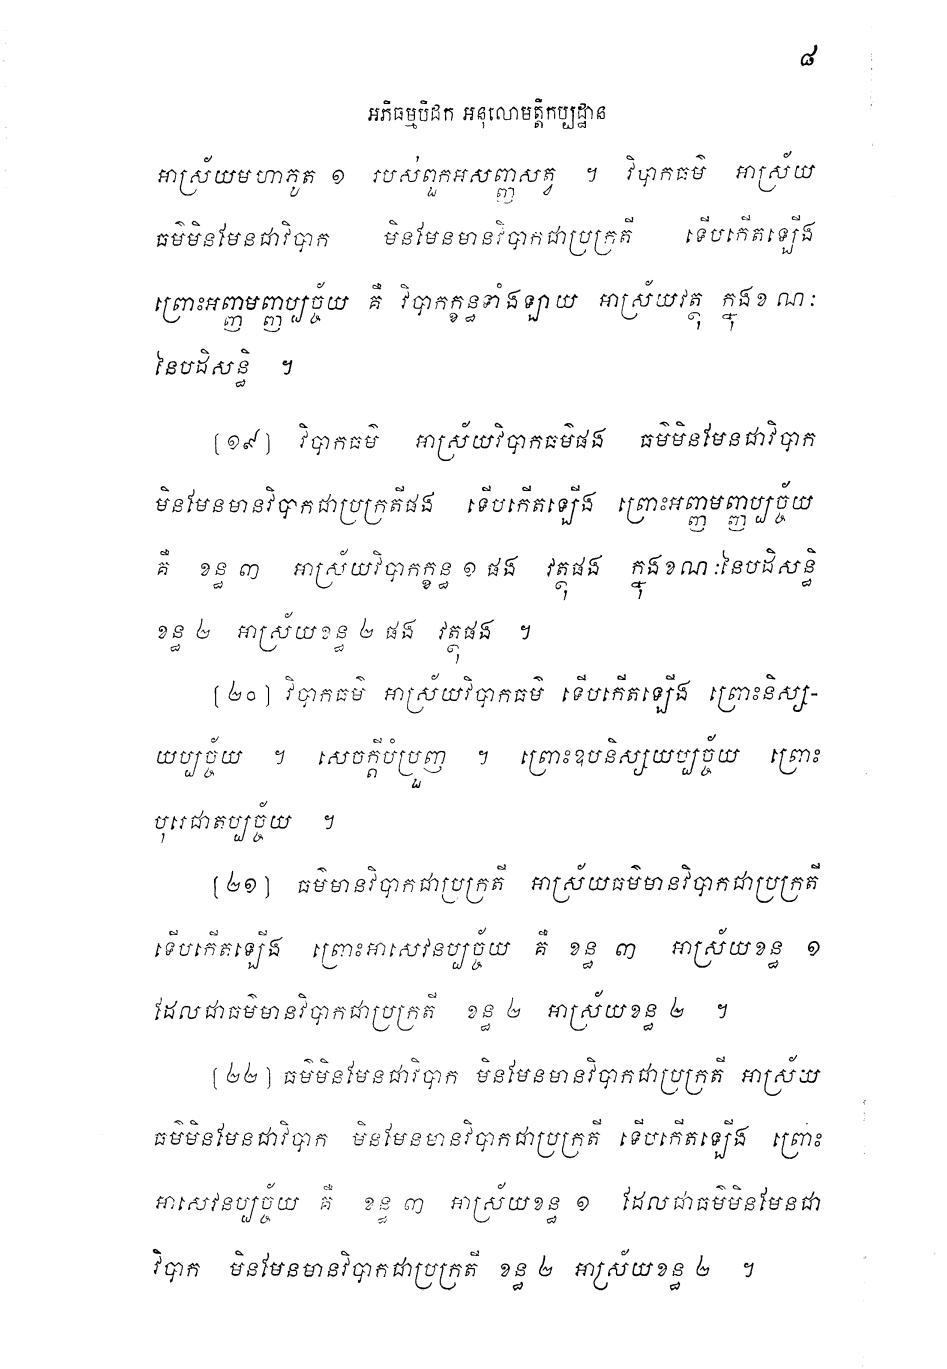 ៨
អភិធម្មបិដក អនុលោមត្តិកប្បដ្ឋាន
អាស្រ័យមហាភូត ១ របស់ពួកអសញ្ញសត្វ ។ វិបាកធម៌ អាស្រ័យ
ធម៌មិនមែនជាវិបាក មិនមែនមានវិបាកជាប្រក្រតី ទើបកើតឡើង
ព្រោះអញ្ញមញ្ញប្បច្ច័យ គឺ វិបាកក្ខន្ធទាំងឡាយ អាស្រ័យវត្ថុ ក្នុងខណៈ
នៃបដិសន្ធិ ។
[១៩] វិបាកធម៌ អាស្រ័យវិបាកធម៌ផង ធម៌មិនមែនជាវិបាក
មិនមែនមានវិបាកជាប្រក្រតីផង ទើបកើតឡើង ព្រោះអញ្ញមញ្ញប្បច្ច័យ
គឺ ខន្ធ ៣ អាស្រ័យវិបាកក្ខន្ធ ១ ផង វត្ថុផង ក្នុងខណៈនៃបដិសន្ធិ
ខន្ធ ២ អាស្រ័យខន្ធ ២ ផង វត្ថុផង ។
[២០] វិបាកធម៌ អាស្រ័យវិបាកធម៌ ទើបកើតឡើង ព្រោះនិស្ស-
យប្បច្ច័យ ។ សេចក្តីបំប្រួញ ។ ព្រោះឧបនិស្សយប្បច្ច័យ ព្រោះ
បុរេជាតប្បច្ច័យ ។
[២១] ធម៌មានវិបាកជាប្រក្រតី អាស្រ័យធម៌មានវិបាកជាប្រក្រតី
ទើបកើតឡើង ព្រោះអាសេវនប្បច្ច័យ គឺ ខន្ធ ៣ អាស្រ័យខន្ធ ១
ដែលជាធម៌មានវិបាកជាប្រក្រតី ខន្ធ ២ អាស្រ័យខន្ធ ២ ។
[២២] ធម៌មិនមែនជាវិបាក មិនមែនមានវិបាកជាប្រក្រតី អាស្រ័យ
ធម៌មិនមែនជាវិបាក មិនមែនមានវិបាកជាប្រក្រតី ទើបកើតឡើង ព្រោះ
អាសេវនប្បច្ច័យ គឺ ខន្ធ ៣ អាស្រ័យខន្ធ ១ ដែលជាធម៌មិនមែនជា
វិបាក មិនមែនមានវិបាកជាប្រក្រតី ខន្ធ ២ អាស្រ័យខន្ធ ២ ។